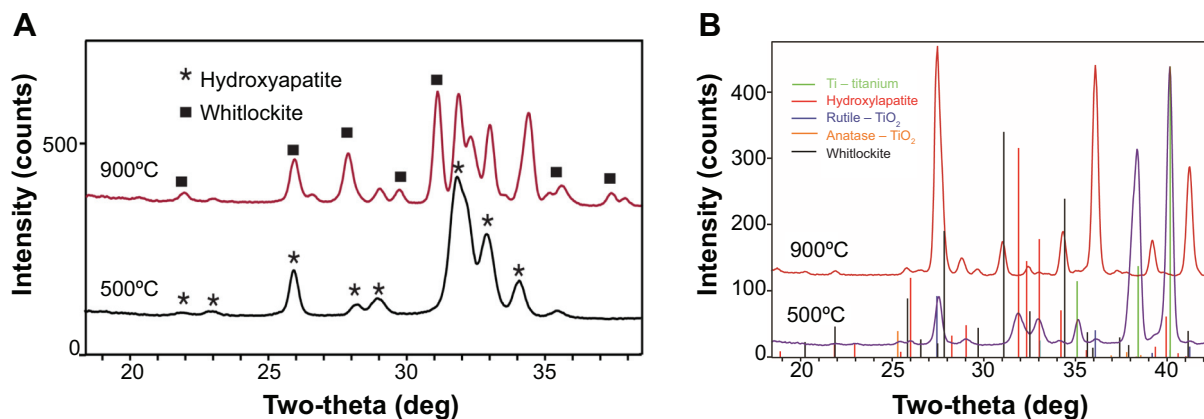 A
Intensity (counts)
500
0
* Hydroxyapatite
■ Whitlockite
900ºC
500ºC
20
25
30
35
Two-theta (deg)
B
Intensity (counts)
400
300
200
100
0
Ti – titanium
Hydroxylapatite
Rutile – TiO₂
Anatase – TiO₂
Whitlockite
900ºC
500ºC
20
25
30
35
40
Two-theta (deg)